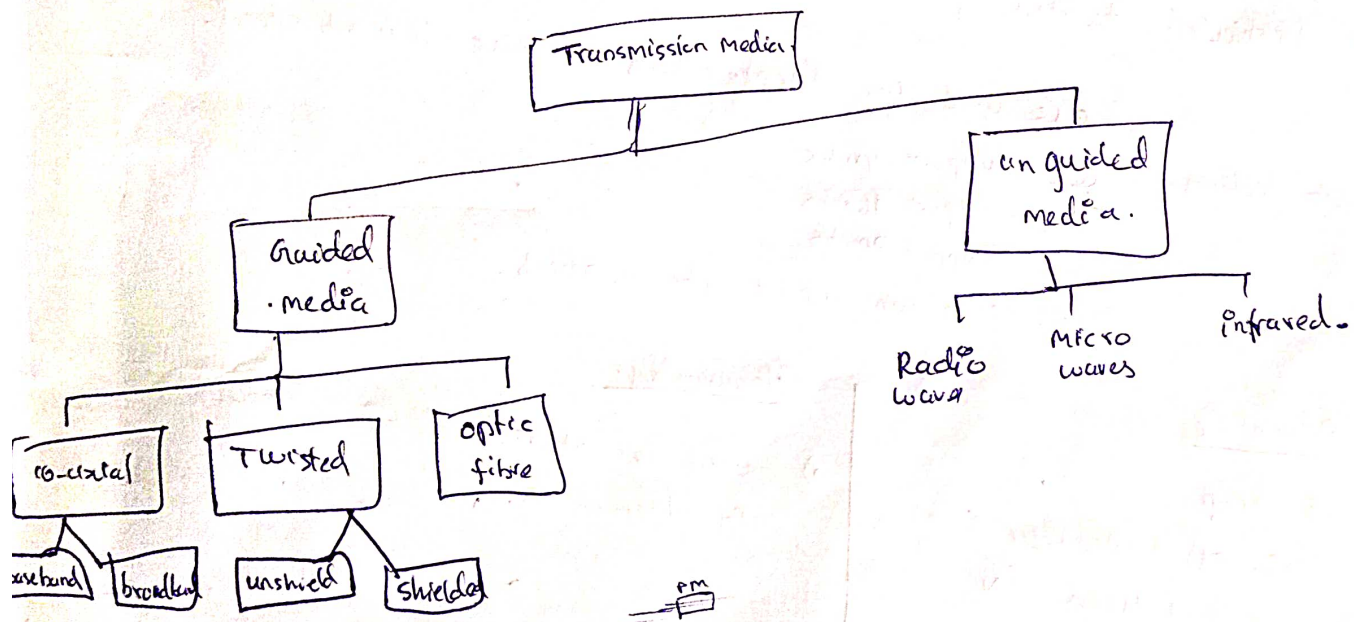 Transmission Media.
un guided
media.
Guided
. media
Radio
Micro
waves
infrared.
co-axial
Twisted
optic
fibre
broadband
unshield
shielded
PM